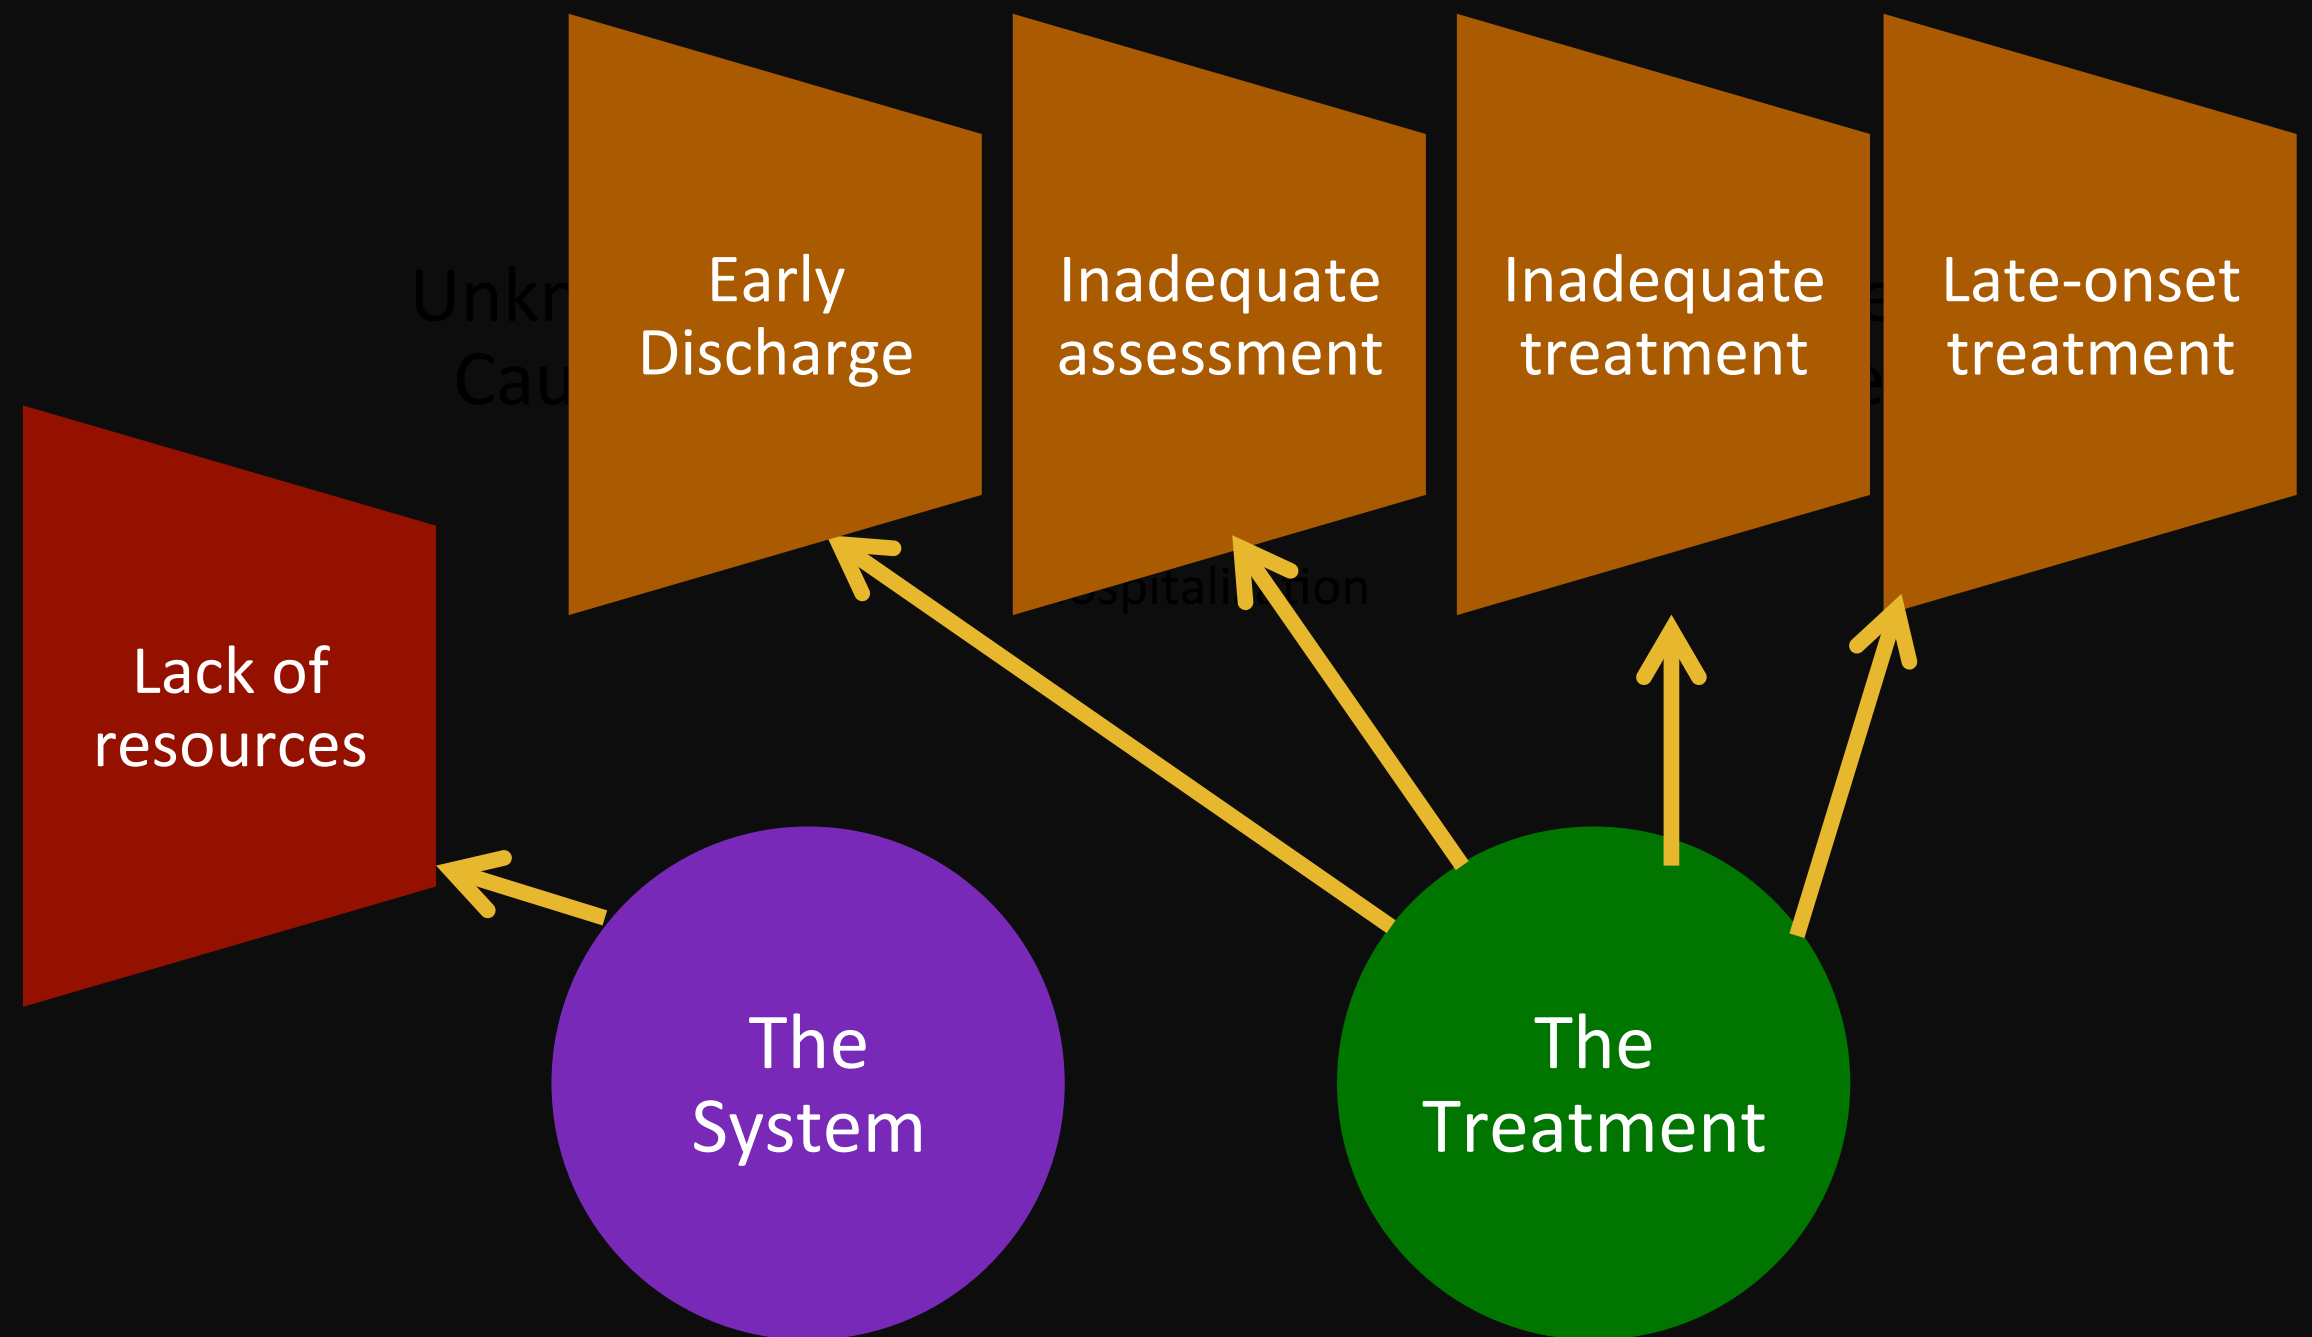 Early
Discharge
Inadequate
assessment
Inadequate
treatment
Late-onset
treatment
Lack of
resources
The
System
The
Treatment